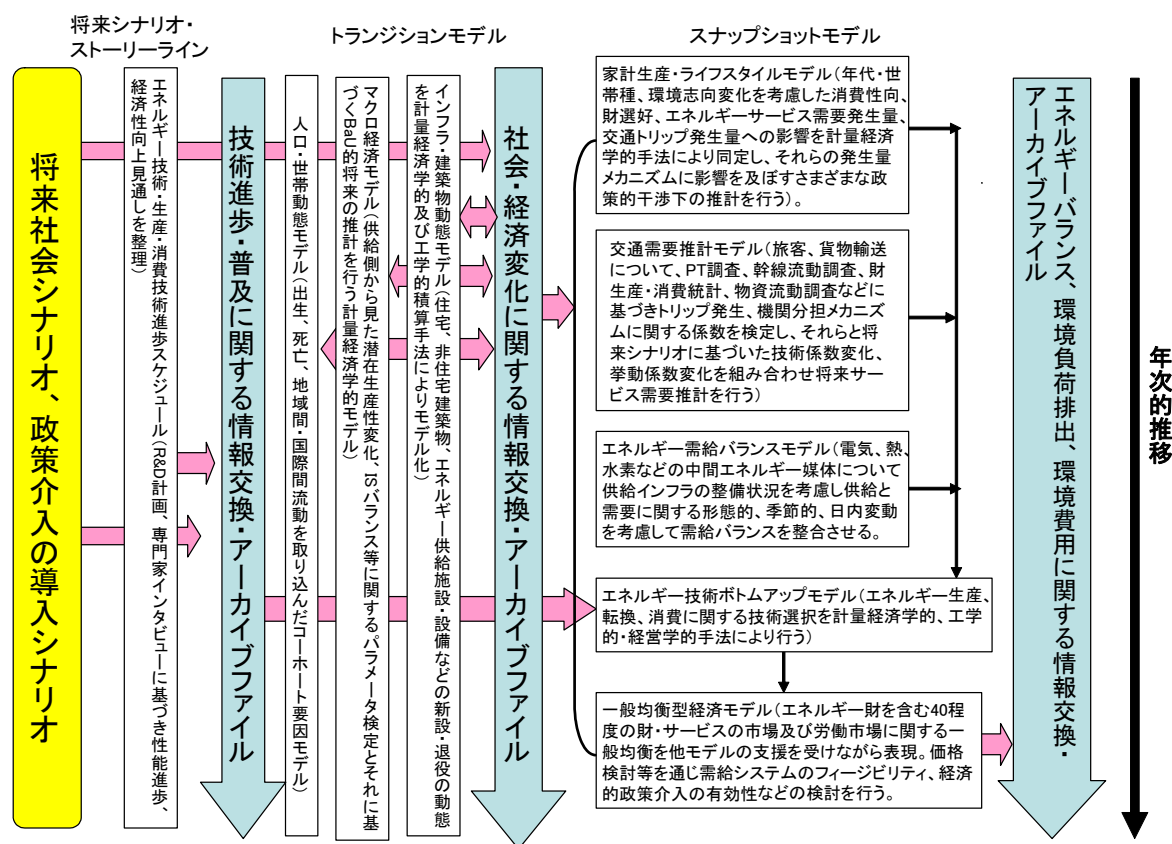 将来シナリオ・
ストーリーライン
トランジションモデル
スナップショットモデル
将来社会シナリオ、政策介入の導入シナリオ
エネルギー技術・生産・消費技術進歩スケジュール（R&D計画、専門家インタビューに基づき性能進歩、
経済性向上見通しを整理）
技術進歩・普及に関する情報交換・アーカイブファイル
人口・世帯動態モデル（出生、死亡、地域間・国際間流動を取り込んだコーホート要因モデル）
マクロ経済モデル（供給側から見た潜在生産性変化、ISバランス等に関するパラメータ検定とそれに基
づくBaU的将来の推計を行う計量経済学的モデル）
インフラ・建築物動態モデル（住宅、非住宅建築物、エネルギー供給施設・設備などの新設・退役の動態
を計量経済学的及び工学的積算手法によりモデル化）
社会・経済変化に関する情報交換・アーカイブファイル
家計生産・ライフスタイルモデル（年代・世
帯種、環境志向変化を考慮した消費性向、
財選好、エネルギーサービス需要発生量、
交通トリップ発生量への影響を計量経済
学的手法により同定し、それらの発生量
メカニズムに影響を及ぼすさまざまな政
策的干渉下の推計を行う）。
交通需要推計モデル（旅客、貨物輸送
について、PT調査、幹線流動調査、財
生産・消費統計、物資流動調査などに
基づきトリップ発生、機関分担メカニズ
ムに関する係数を検定し、それらと将
来シナリオに基づいた技術係数変化、
挙動係数変化を組み合わせ将来サー
ビス需要推計を行う）
エネルギー需給バランスモデル（電気、熱、
水素などの中間エネルギー媒体について
供給インフラの整備状況を考慮し供給と
需要に関する形態的、季節的、日内変動
を考慮して需給バランスを整合させる。
エネルギー技術ボトムアップモデル（エネルギー生産、
転換、消費に関する技術選択を計量経済学的、工学
的・経営学的手法により行う）
一般均衡型経済モデル（エネルギー財を含む40程
度の財・サービスの市場及び労働市場に関する一
般均衡を他モデルの支援を受けながら表現。価格
検討等を通じ需給システムのフィージビリティ、経済
的政策介入の有効性などの検討を行う。
エネルギーバランス、環境負荷排出、環境費用に関する情報交換・
アーカイブファイル
年次的推移